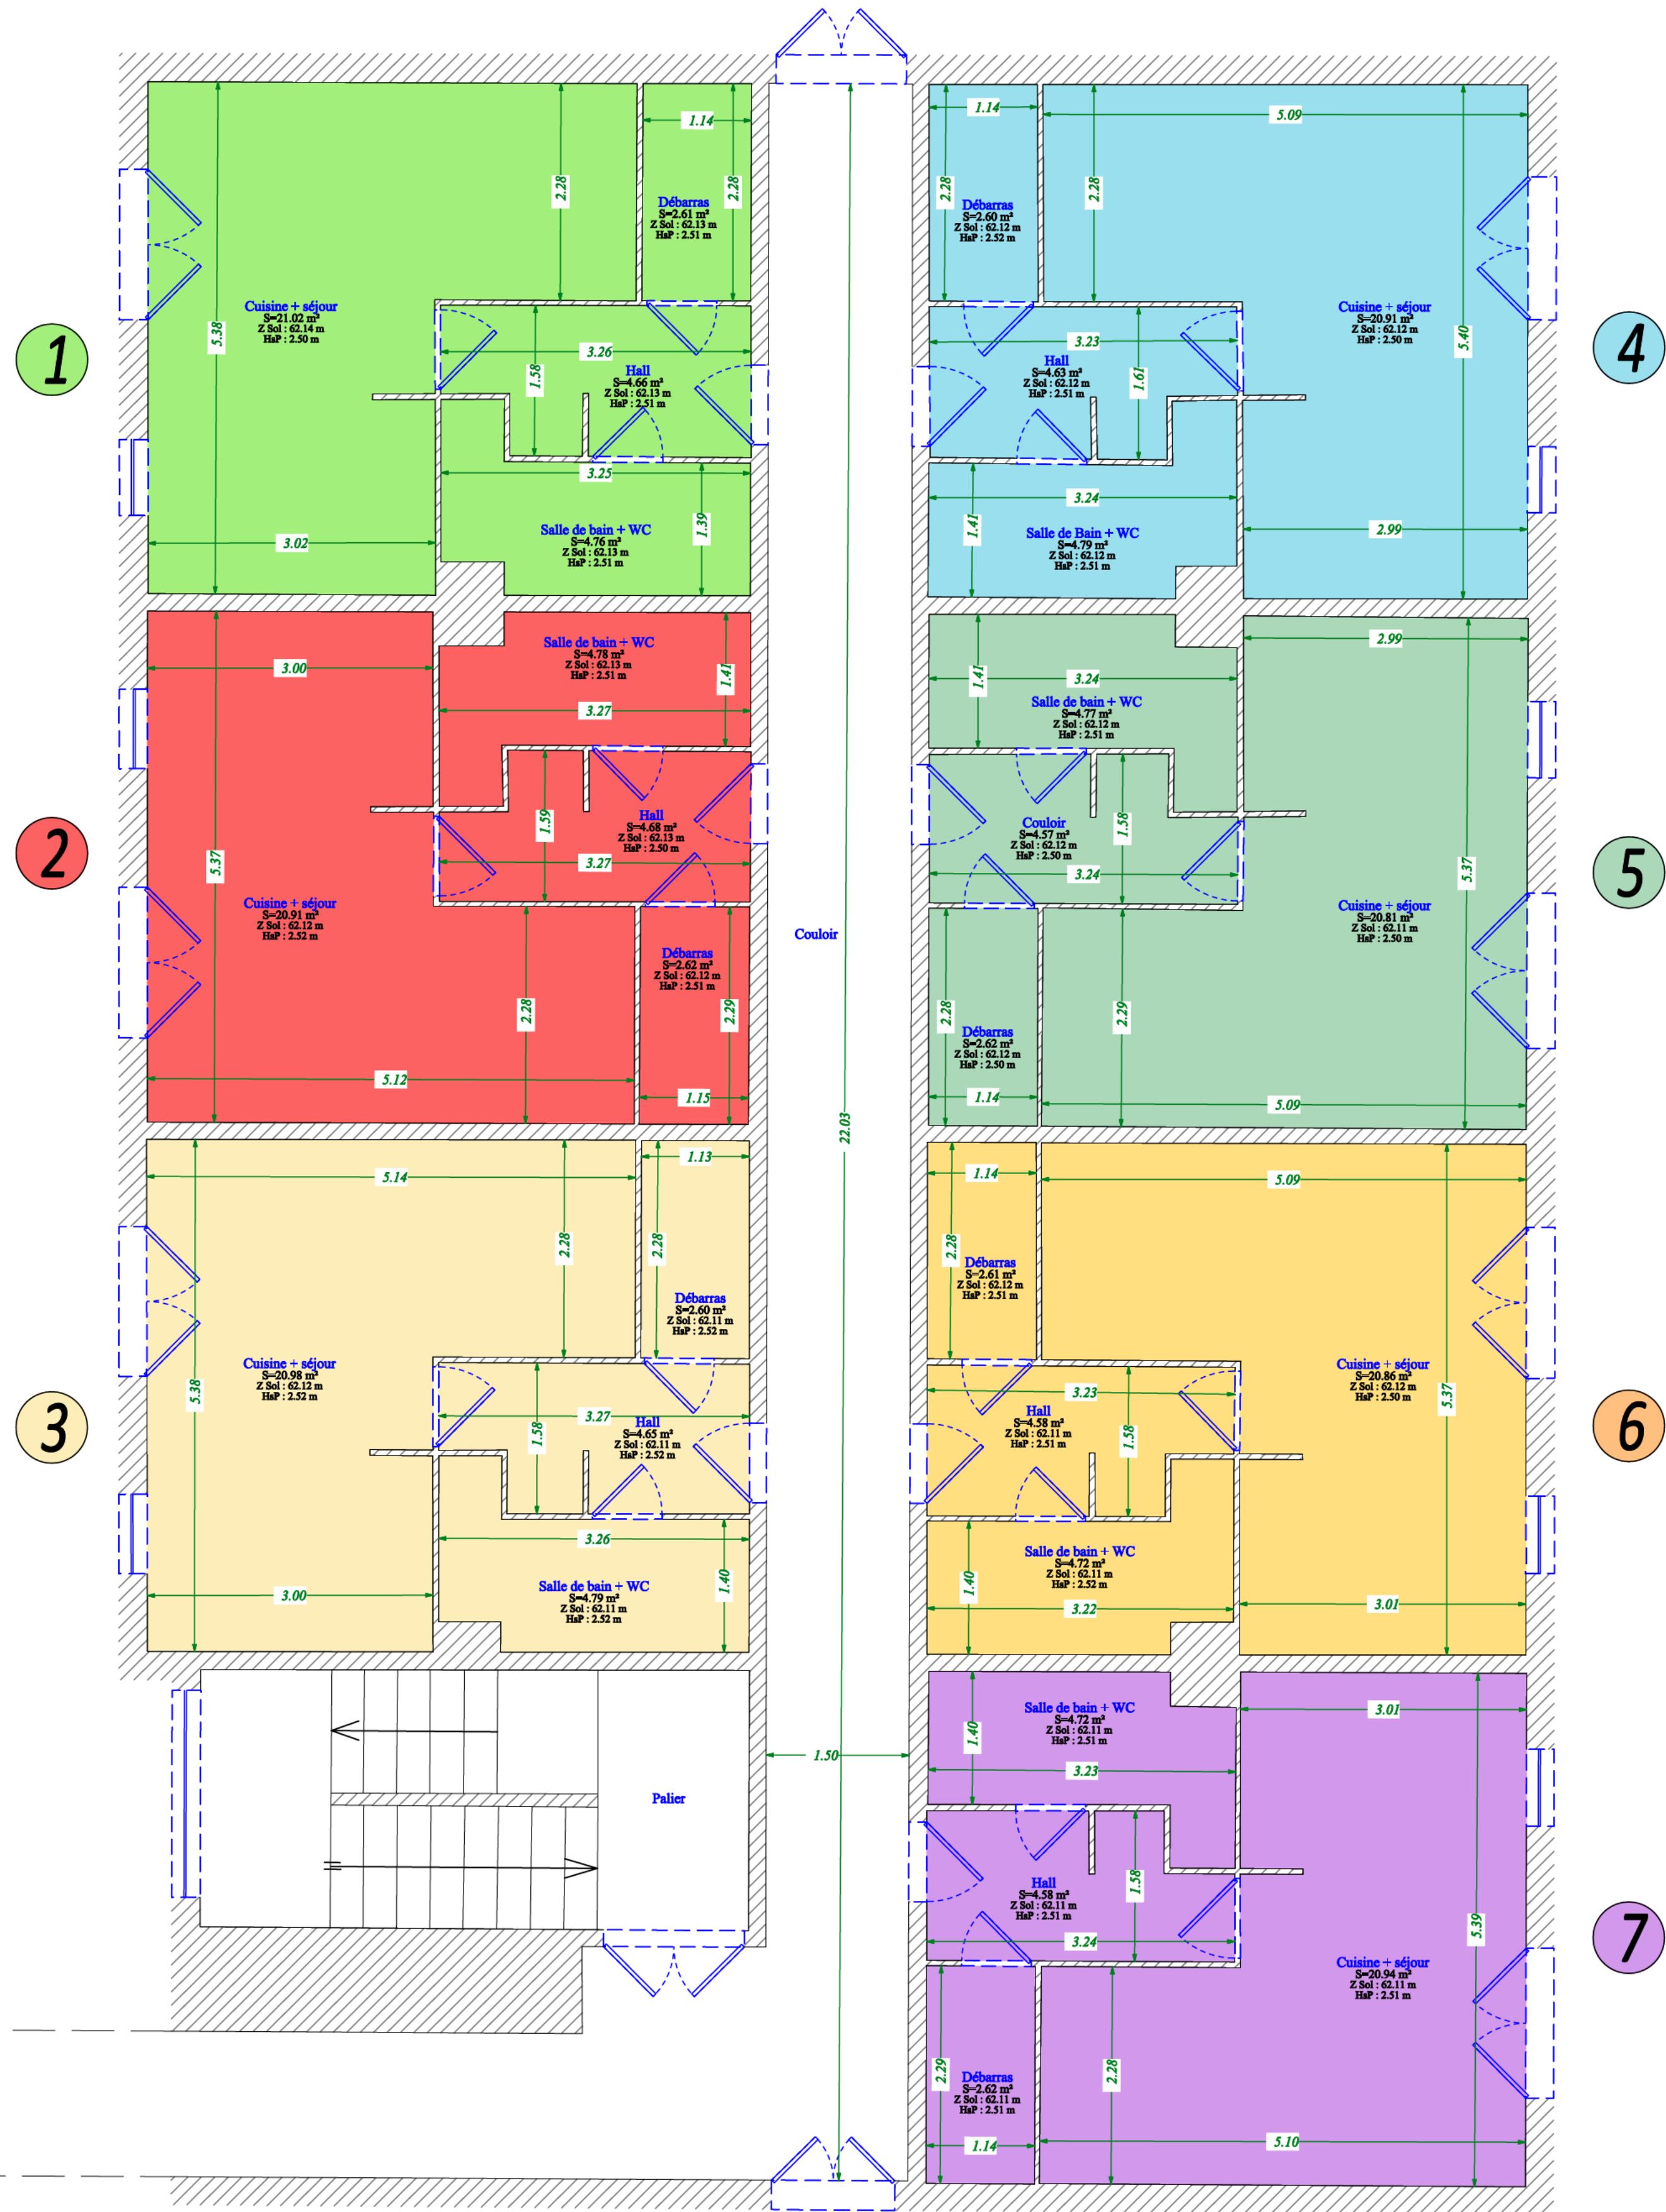 1
2.28
1.14
5.38
2.28
Débarras
S=2.61 m²
Z Sol : 62.13 m
HsP : 2.51 m
Cuisine + séjour
S=21.02 m²
Z Sol : 62.14 m
HsP : 2.50 m
3.26
1.58
Hall
S=4.66 m²
Z Sol : 62.13 m
HsP : 2.51 m
3.25
1.39
Salle de bain + WC
S=4.76 m²
Z Sol : 62.13 m
HsP : 2.51 m
3.02
2
3.00
Salle de bain + WC
S=4.78 m²
Z Sol : 62.13 m
HsP : 2.51 m
1.41
3.27
1.59
Hall
S=4.68 m²
Z Sol : 62.13 m
HsP : 2.50 m
3.27
5.37
Cuisine + séjour
S=20.91 m²
Z Sol : 62.12 m
HsP : 2.52 m
Débarras
S=2.62 m²
Z Sol : 62.12 m
HsP : 2.51 m
2.28
2.29
5.12
1.15
3
5.14
1.13
2.28
2.28
Débarras
S=2.60 m²
Z Sol : 62.11 m
HsP : 2.52 m
5.38
Cuisine + séjour
S=20.98 m²
Z Sol : 62.12 m
HsP : 2.52 m
3.27
1.58
Hall
S=4.65 m²
Z Sol : 62.11 m
HsP : 2.52 m
3.26
1.40
Salle de bain + WC
S=4.79 m²
Z Sol : 62.11 m
HsP : 2.52 m
3.00
Palier
Couloir
22.03
1.50
4
1.14
5.09
2.28
2.28
Débarras
S=2.60 m²
Z Sol : 62.12 m
HsP : 2.52 m
Cuisine + séjour
S=20.91 m²
Z Sol : 62.12 m
HsP : 2.50 m
5.40
3.23
Hall
S=4.63 m²
Z Sol : 62.12 m
HsP : 2.51 m
1.61
3.24
1.41
Salle de Bain + WC
S=4.79 m²
Z Sol : 62.12 m
HsP : 2.51 m
2.99
5
2.99
1.41
3.24
Salle de bain + WC
S=4.77 m²
Z Sol : 62.12 m
HsP : 2.51 m
Couloir
S=4.57 m²
Z Sol : 62.12 m
HsP : 2.50 m
1.58
3.24
5.37
Cuisine + séjour
S=20.81 m²
Z Sol : 62.11 m
HsP : 2.50 m
2.28
2.29
Débarras
S=2.62 m²
Z Sol : 62.12 m
HsP : 2.50 m
1.14
5.09
6
1.14
5.09
2.28
Débarras
S=2.61 m²
Z Sol : 62.12 m
HsP : 2.51 m
Cuisine + séjour
S=20.86 m²
Z Sol : 62.12 m
HsP : 2.50 m
5.37
3.23
Hall
S=4.58 m²
Z Sol : 62.11 m
HsP : 2.51 m
1.58
Salle de bain + WC
S=4.72 m²
Z Sol : 62.11 m
HsP : 2.52 m
1.40
3.22
3.01
7
Salle de bain + WC
S=4.72 m²
Z Sol : 62.11 m
HsP : 2.51 m
3.01
1.40
3.23
Hall
S=4.58 m²
Z Sol : 62.11 m
HsP : 2.51 m
1.58
3.24
5.39
Cuisine + séjour
S=20.94 m²
Z Sol : 62.11 m
HsP : 2.51 m
2.29
2.28
Débarras
S=2.62 m²
Z Sol : 62.11 m
HsP : 2.51 m
1.14
5.10